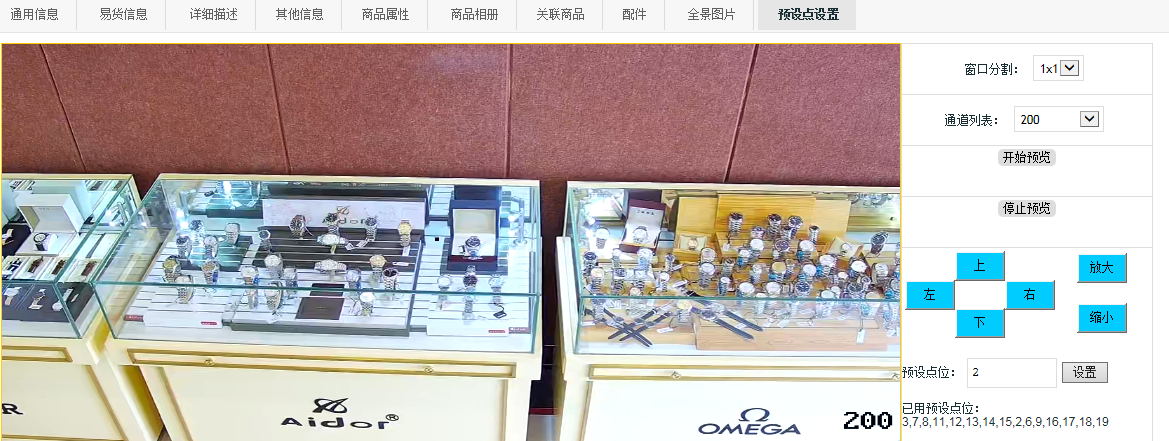 通用信息 易货信息 详细描述 其他信息 商品属性 商品相册 关联商品 配件 全景图片 预设点设置
窗口分割： 1x1
通道列表： 200
开始预览
停止预览
上 放大
左 右
下 缩小
预设点位： 2 设置
已用预设点位：
3,7,8,11,12,13,14,15,2,6,9,16,17,18,19
Aidor
R
Aidor®
Ω
OMEGA
200